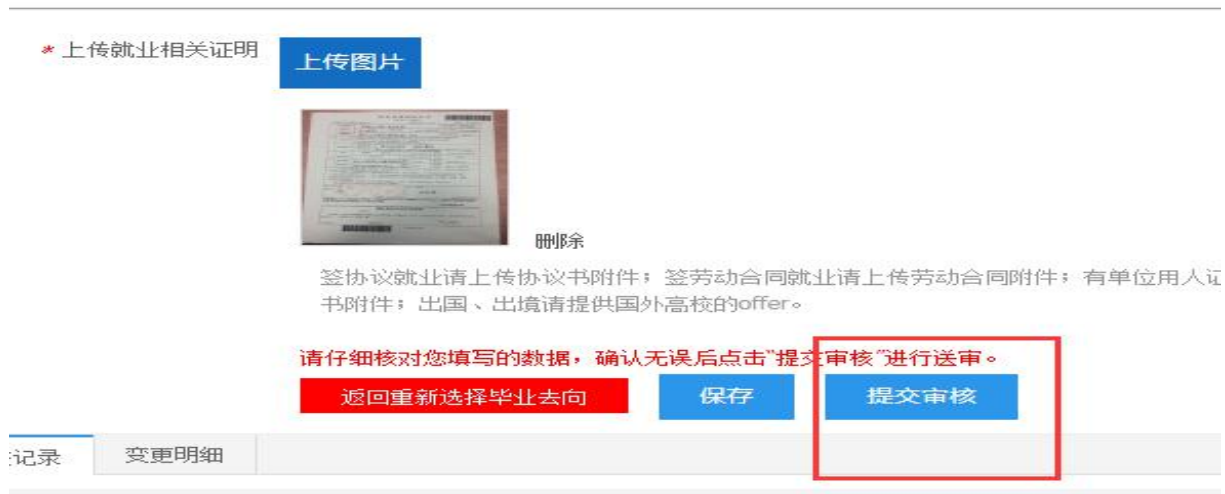 * 上传就业相关证明
上传图片
删除
签协议就业请上传协议书附件；签劳动合同就业请上传劳动合同附件；有单位用人证
书附件；出国、出境请提供国外高校的offer。
请仔细核对您填写的数据，确认无误后点击"提交审核"进行送审。
返回重新选择毕业去向 保存 提交审核
记录 变更明细